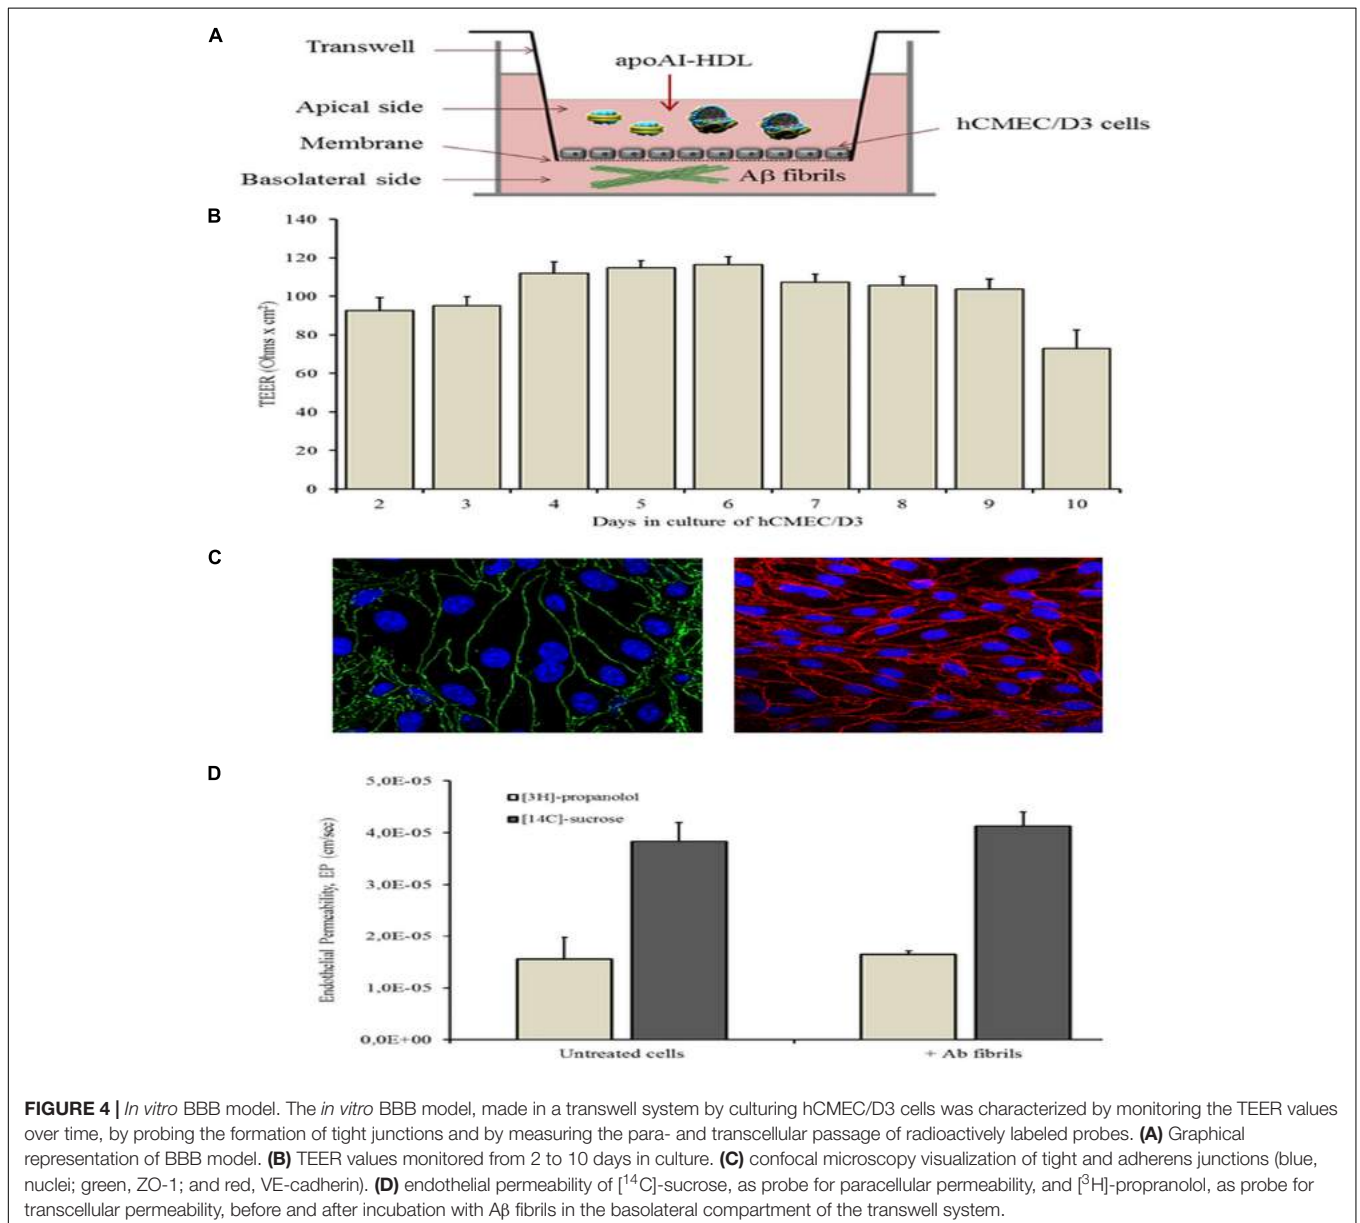 A
Transwell
apoAI-HDL
Apical side
hCMEC/D3 cells
Membrane
Basolateral side
Aβ fibrils
B
140
120
100
80
60
40
20
0
TEER (Ohms x cm²)
2 3 4 5 6 7 8 9 10
Days in culture of hCMEC/D3
C
D
5,0E-05
4,0E-05
3,0E-05
2,0E-05
1,0E-05
0,0E+00
Endothelial Permeability, EP (cm/sec)
[3H]-propanolol
[14C]-sucrose
Untreated cells
+ Ab fibrils
FIGURE 4 | In vitro BBB model. The in vitro BBB model, made in a transwell system by culturing hCMEC/D3 cells was characterized by monitoring the TEER values
over time, by probing the formation of tight junctions and by measuring the para- and transcellular passage of radioactively labeled probes. (A) Graphical
representation of BBB model. (B) TEER values monitored from 2 to 10 days in culture. (C) confocal microscopy visualization of tight and adherens junctions (blue,
nuclei; green, ZO-1; and red, VE-cadherin). (D) endothelial permeability of [¹⁴C]-sucrose, as probe for paracellular permeability, and [³H]-propranolol, as probe for
transcellular permeability, before and after incubation with Aβ fibrils in the basolateral compartment of the transwell system.